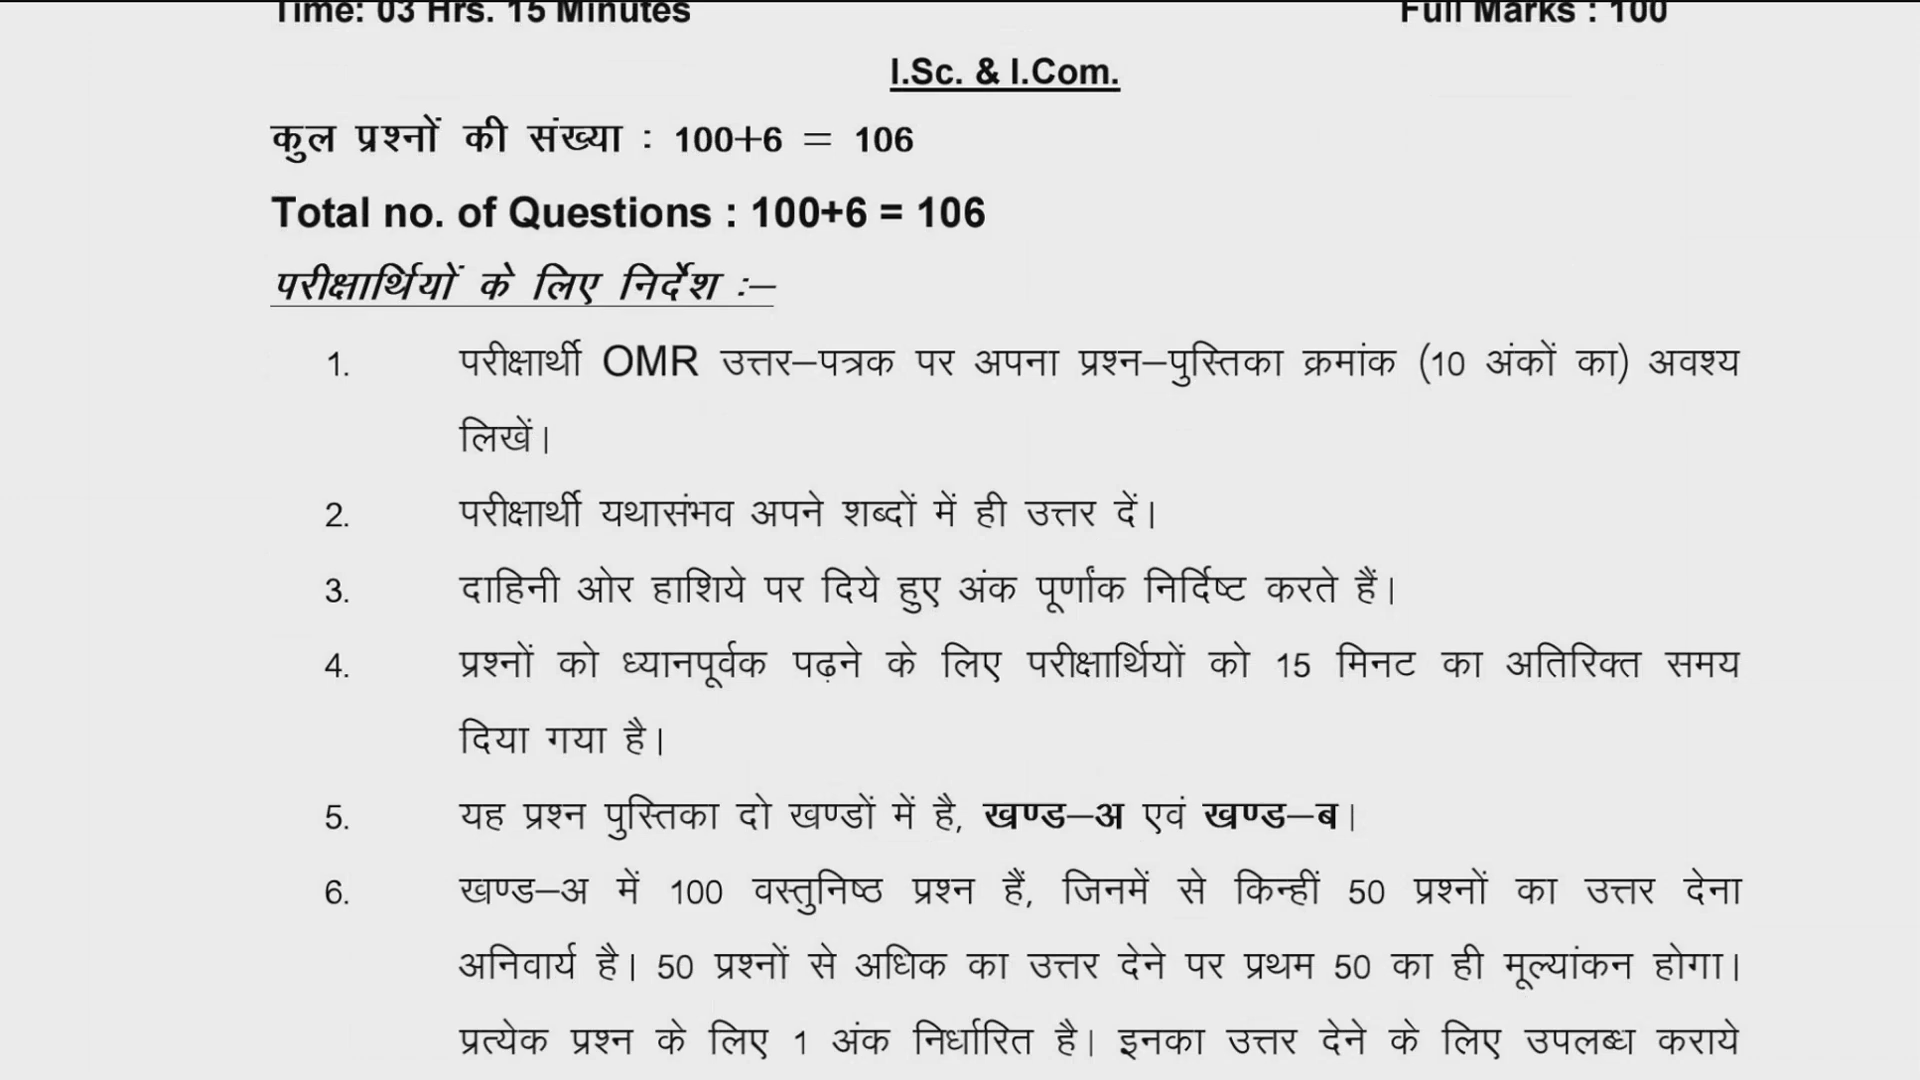 Time: 03 Hrs. 15 Minutes Full Marks : 100
I.Sc. & I.Com.
कुल प्रश्नों की संख्या : 100+6 = 106
Total no. of Questions : 100+6 = 106
परीक्षार्थियों के लिए निर्देश :–
1. परीक्षार्थी OMR उत्तर–पत्रक पर अपना प्रश्न–पुस्तिका क्रमांक (10 अंकों का) अवश्य
लिखें।
2. परीक्षार्थी यथासंभव अपने शब्दों में ही उत्तर दें।
3. दाहिनी ओर हाशिये पर दिये हुए अंक पूर्णांक निर्दिष्ट करते हैं।
4. प्रश्नों को ध्यानपूर्वक पढ़ने के लिए परीक्षार्थियों को 15 मिनट का अतिरिक्त समय
दिया गया है।
5. यह प्रश्न पुस्तिका दो खण्डों में है, खण्ड–अ एवं खण्ड–ब।
6. खण्ड–अ में 100 वस्तुनिष्ठ प्रश्न हैं, जिनमें से किन्हीं 50 प्रश्नों का उत्तर देना
अनिवार्य है। 50 प्रश्नों से अधिक का उत्तर देने पर प्रथम 50 का ही मूल्यांकन होगा।
प्रत्येक प्रश्न के लिए 1 अंक निर्धारित है। इनका उत्तर देने के लिए उपलब्ध कराये